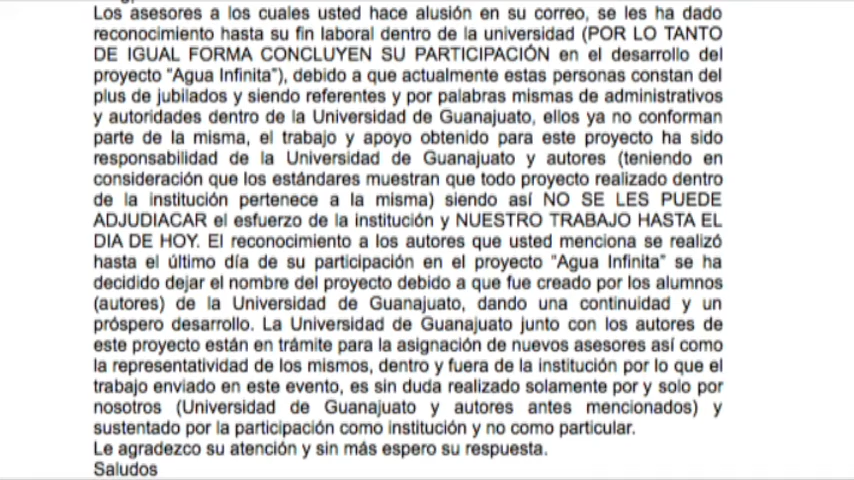 Los asesores a los cuales usted hace alusión en su correo, se les ha dado
reconocimiento hasta su fin laboral dentro de la universidad (POR LO TANTO
DE IGUAL FORMA CONCLUYEN SU PARTICIPACIÓN en el desarrollo del
proyecto "Agua Infinita"), debido a que actualmente estas personas constan del
plus de jubilados y siendo referentes y por palabras mismas de administrativos
y autoridades dentro de la Universidad de Guanajuato, ellos ya no conforman
parte de la misma, el trabajo y apoyo obtenido para este proyecto ha sido
responsabilidad de la Universidad de Guanajuato y autores (teniendo en
consideración que los estándares muestran que todo proyecto realizado dentro
de la institución pertenece a la misma) siendo así NO SE LES PUEDE
ADJUDIACAR el esfuerzo de la institución y NUESTRO TRABAJO HASTA EL
DIA DE HOY. El reconocimiento a los autores que usted menciona se realizó
hasta el último día de su participación en el proyecto "Agua Infinita" se ha
decidido dejar el nombre del proyecto debido a que fue creado por los alumnos
(autores) de la Universidad de Guanajuato, dando una continuidad y un
próspero desarrollo. La Universidad de Guanajuato junto con los autores de
este proyecto están en trámite para la asignación de nuevos asesores así como
la representatividad de los mismos, dentro y fuera de la institución por lo que el
trabajo enviado en este evento, es sin duda realizado solamente por y solo por
nosotros (Universidad de Guanajuato y autores antes mencionados) y
sustentado por la participación como institución y no como particular.
Le agradezco su atención y sin más espero su respuesta.
Saludos